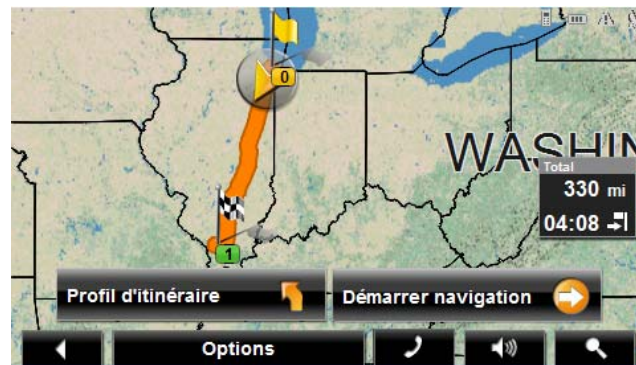 0
WASHIN
Total
330 mi
04:08
1
Profil d'itinéraire
Démarrer navigation
Options